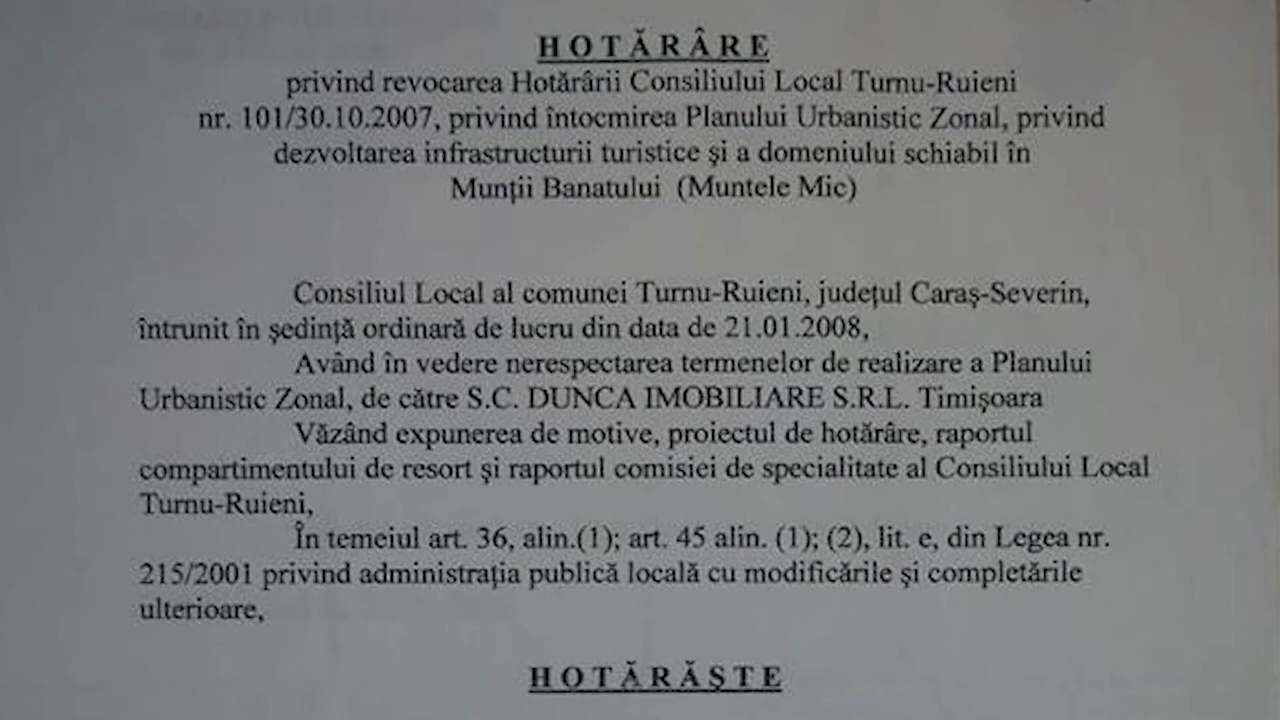 HOTĂRÂRE
privind revocarea Hotărârii Consiliului Local Turnu-Ruieni
nr. 101/30.10.2007, privind întocmirea Planului Urbanistic Zonal, privind
dezvoltarea infrastructurii turistice şi a domeniului schiabil în
Munţii Banatului (Muntele Mic)
Consiliul Local al comunei Turnu-Ruieni, judeţul Caraş-Severin,
întrunit în şedinţă ordinară de lucru din data de 21.01.2008,
Având în vedere nerespectarea termenelor de realizare a Planului
Urbanistic Zonal, de către S.C. DUNCA IMOBILIARE S.R.L. Timişoara
Văzând expunerea de motive, proiectul de hotărâre, raportul
compartimentului de resort şi raportul comisiei de specialitate al Consiliului Local
Turnu-Ruieni,
În temeiul art. 36, alin.(1); art. 45 alin. (1); (2), lit. e, din Legea nr.
215/2001 privind administraţia publică locală cu modificările şi completările
ulterioare,
HOTĂRĂŞTE